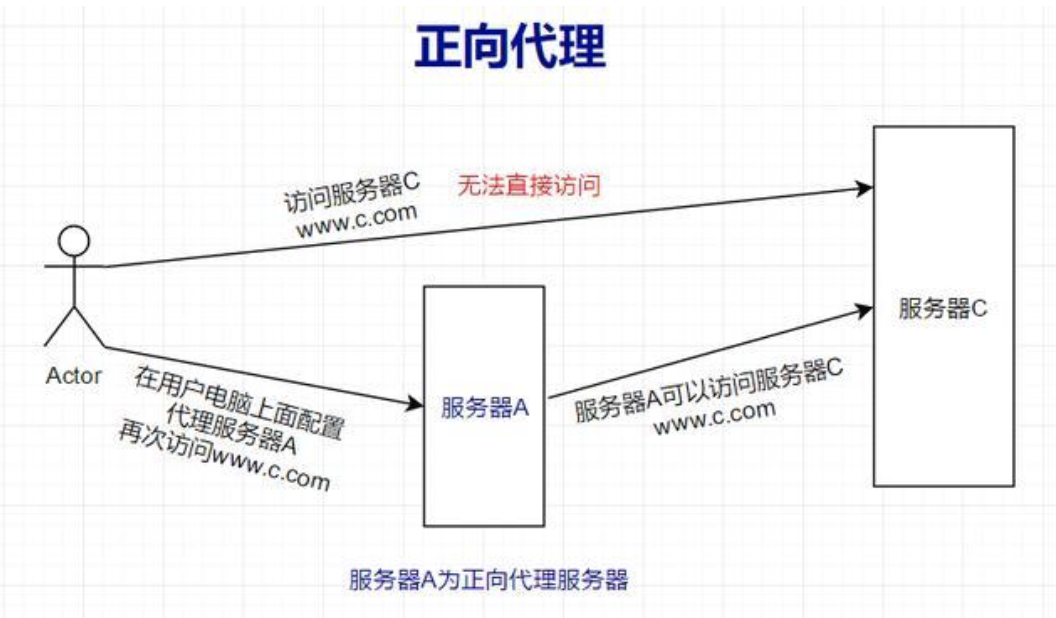 正向代理
访问服务器C
www.c.com
无法直接访问
服务器C
Actor
在用户电脑上面配置
代理服务器A
再次访问www.c.com
服务器A
服务器A可以访问服务器C
www.c.com
服务器A为正向代理服务器